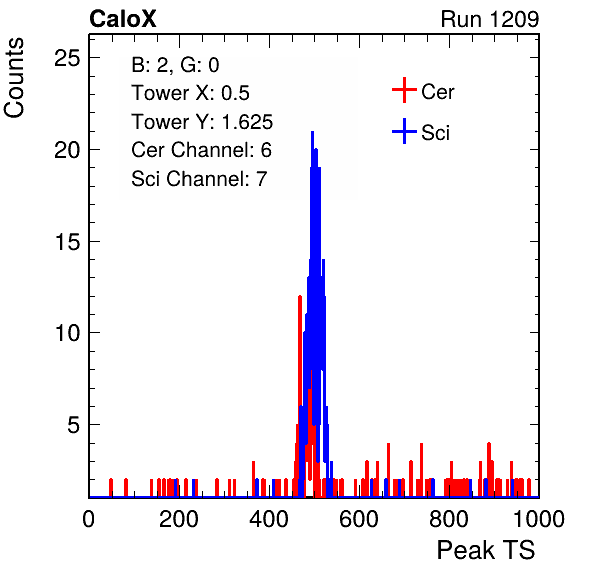 CaloX
Run 1209
Counts
B: 2, G: 0
Tower X: 0.5
Tower Y: 1.625
Cer Channel: 6
Sci Channel: 7
Cer
Sci
25
20
15
10
5
0 200 400 600 800 1000
Peak TS